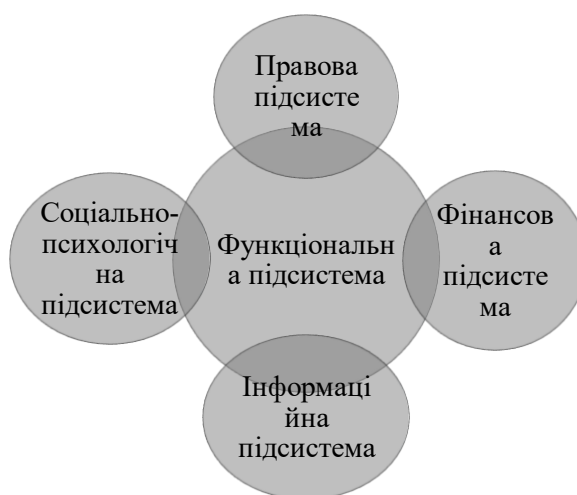 Правова
підсисте
ма
Соціально-
психологіч
на
підсистема
Функціональн
а підсистема
Фінансов
а
підсисте
ма
Інформаці
йна
підсистема